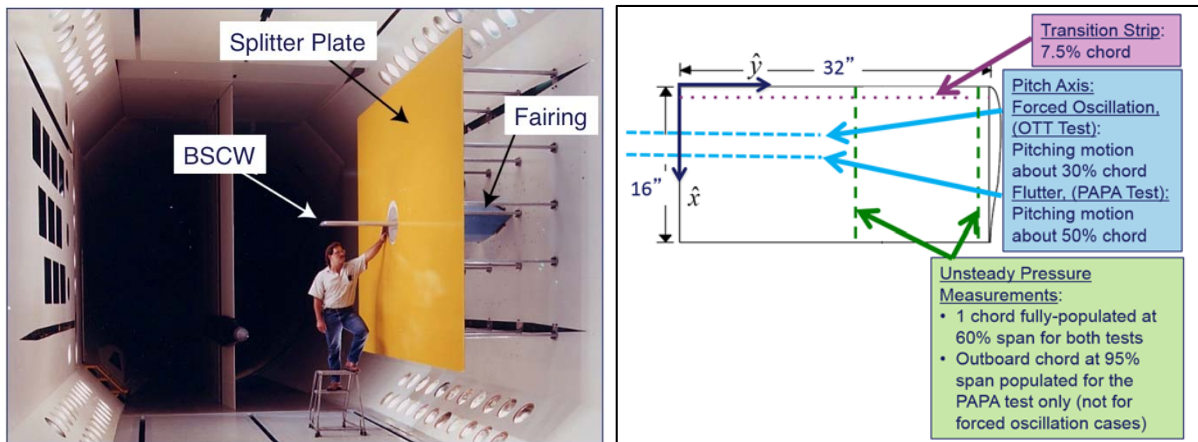 Splitter Plate
Fairing
BSCW
Transition Strip:
7.5% chord
ŷ
32”
16”
x̂
Pitch Axis:
Forced Oscillation,
(OTT Test):
Pitching motion
about 30% chord
Flutter, (PAPA Test):
Pitching motion
about 50% chord
Unsteady Pressure
Measurements:
• 1 chord fully-populated at
60% span for both tests
• Outboard chord at 95%
span populated for the
PAPA test only (not for
forced oscillation cases)